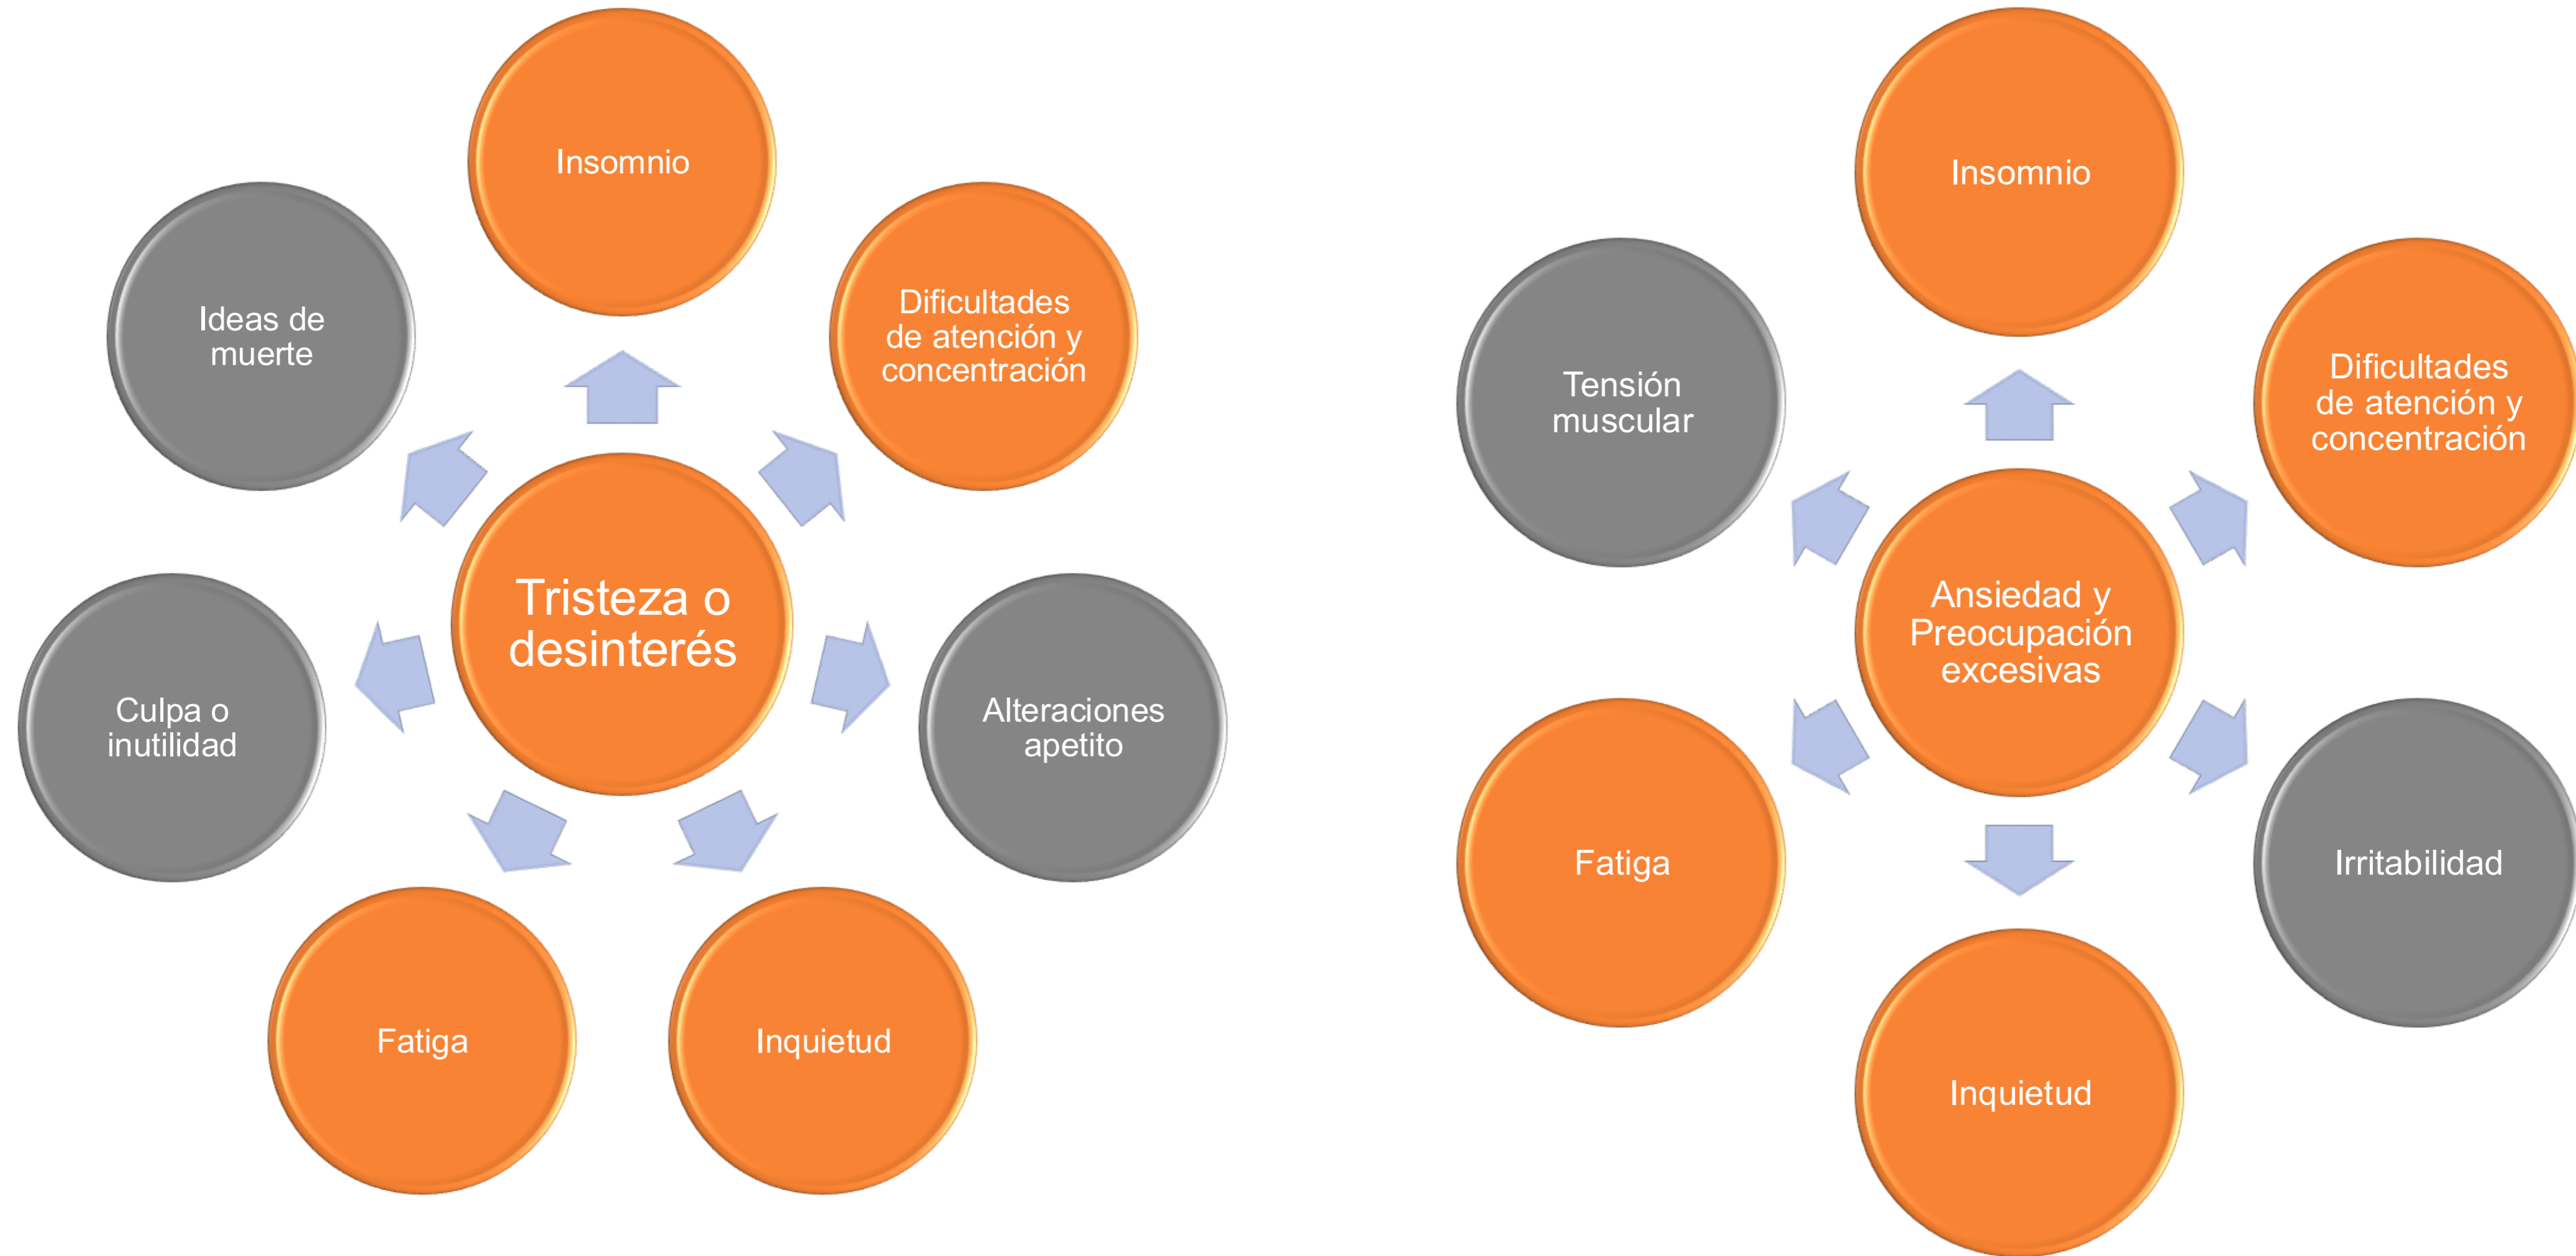 Insomnio
Dificultades
de atención y
concentración
Alteraciones
apetito
Inquietud
Fatiga
Culpa o
inutilidad
Ideas de
muerte
Tristeza o
desinterés
Insomnio
Dificultades
de atención y
concentración
Irritabilidad
Inquietud
Fatiga
Tensión
muscular
Ansiedad y
Preocupación
excesivas